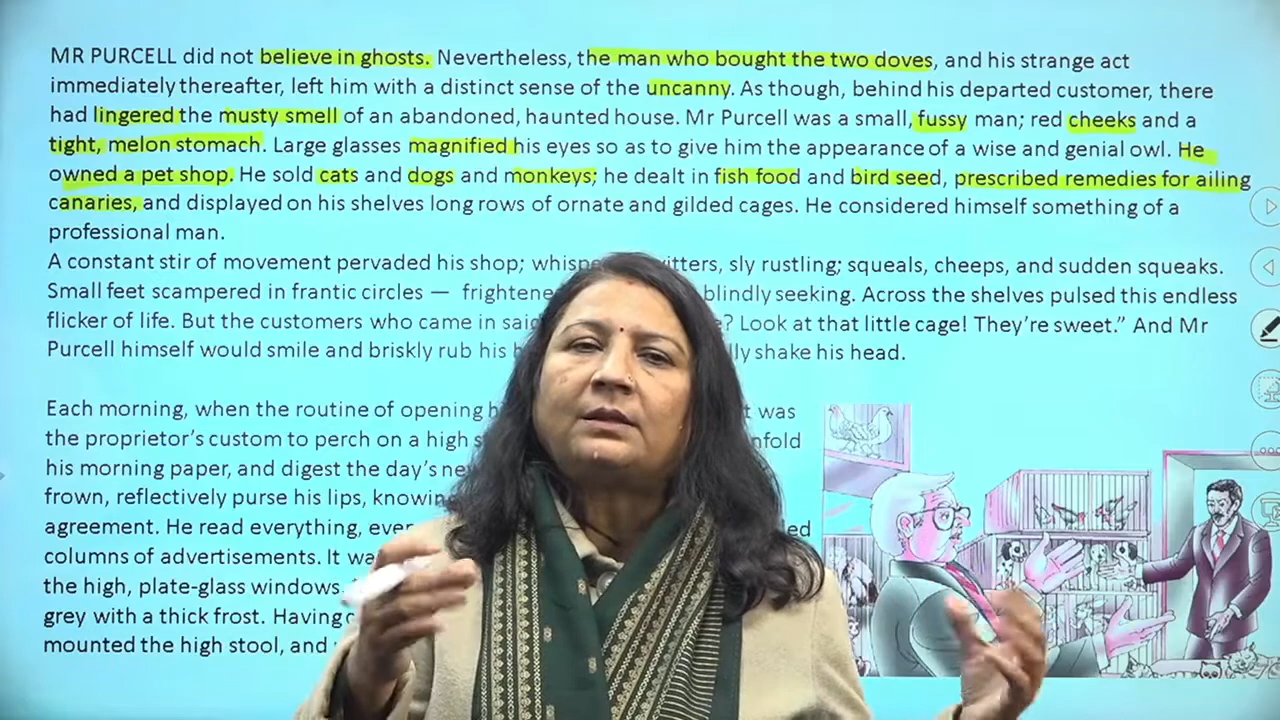 MR PURCELL did not believe in ghosts. Nevertheless, the man who bought the two doves, and his strange act
immediately thereafter, left him with a distinct sense of the uncanny. As though, behind his departed customer, there
had lingered the musty smell of an abandoned, haunted house. Mr Purcell was a small, fussy man; red cheeks and a
tight, melon stomach. Large glasses magnified his eyes so as to give him the appearance of a wise and genial owl. He
owned a pet shop. He sold cats and dogs and monkeys; he dealt in fish food and bird seed, prescribed remedies for ailing
canaries, and displayed on his shelves long rows of ornate and gilded cages. He considered himself something of a
professional man.
A constant stir of movement pervaded his shop; whisp itters, sly rustling; squeals, cheeps, and sudden squeaks.
Small feet scampered in frantic circles — frightene blindly seeking. Across the shelves pulsed this endless
flicker of life. But the customers who came in said e? Look at that little cage! They're sweet." And Mr
Purcell himself would smile and briskly rub his lly shake his head.
Each morning, when the routine of opening t was
the proprietor's custom to perch on a high s nfold
his morning paper, and digest the day's ne
frown, reflectively purse his lips, knowin
agreement. He read everything, ever ed
columns of advertisements. It wa
the high, plate-glass windows.
grey with a thick frost. Having
mounted the high stool, and